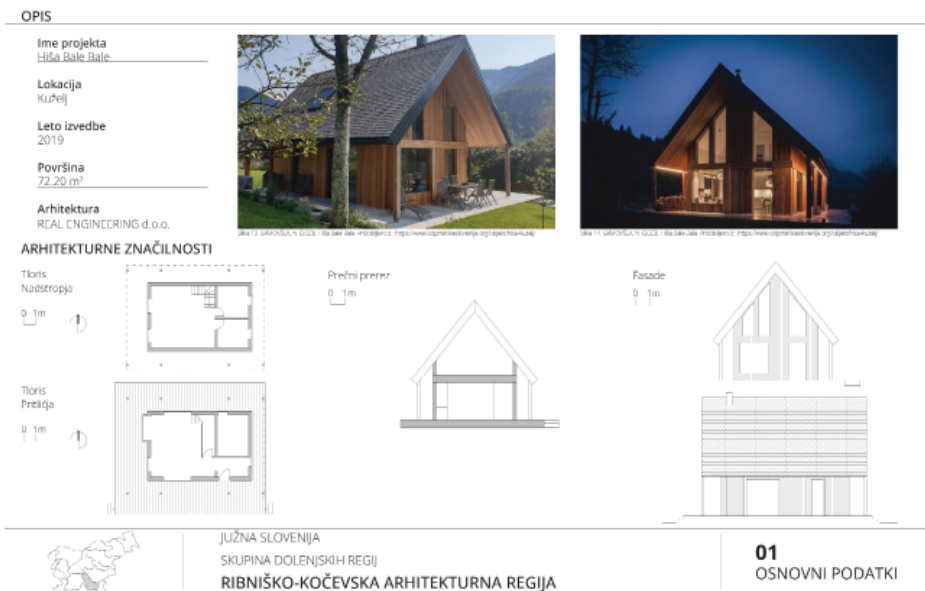 OPIS
Ime projekta
Hiša Bale Bale
Lokacija
Kuželj
Leto izvedbe
2019
Površina
72.20 m²
Arhitektura
REAL ENGINEERING d.o.o.
ARHITEKTURNE ZNAČILNOSTI
Tloris
Nadstropja
0 1m
Tloris
Pritličja
0 1m
Prečni prerez
0 1m
Fasade
0 1m
JUŽNA SLOVENIJA
SKUPINA DOLENJSKIH REGIJ
RIBNIŠKO-KOČEVSKA ARHITEKTURNA REGIJA
01
OSNOVNI PODATKI